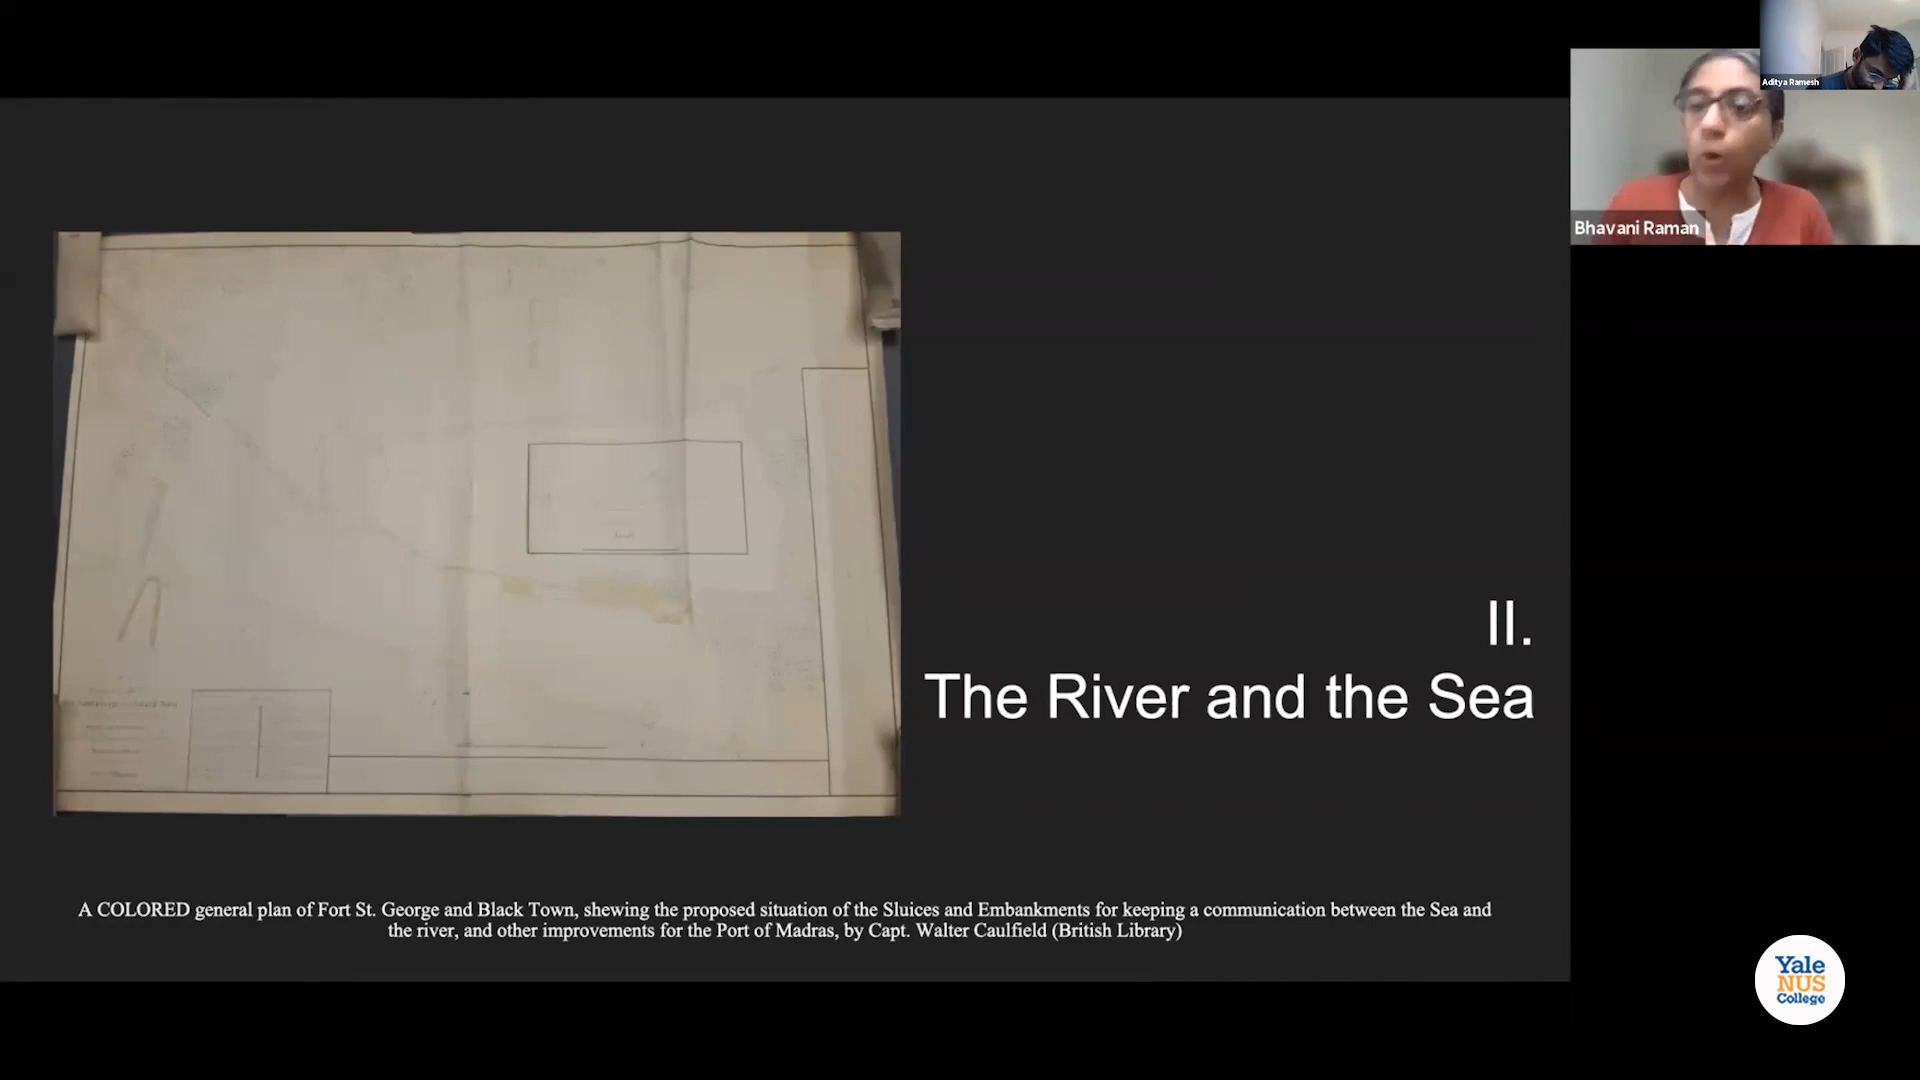 Aditya Ramesh
Bhavani Raman
II.
The River and the Sea
A COLORED general plan of Fort St. George and Black Town, shewing the proposed situation of the Sluices and Embankments for keeping a communication between the Sea and
the river, and other improvements for the Port of Madras, by Capt. Walter Caulfield (British Library)
Yale
NUS
College